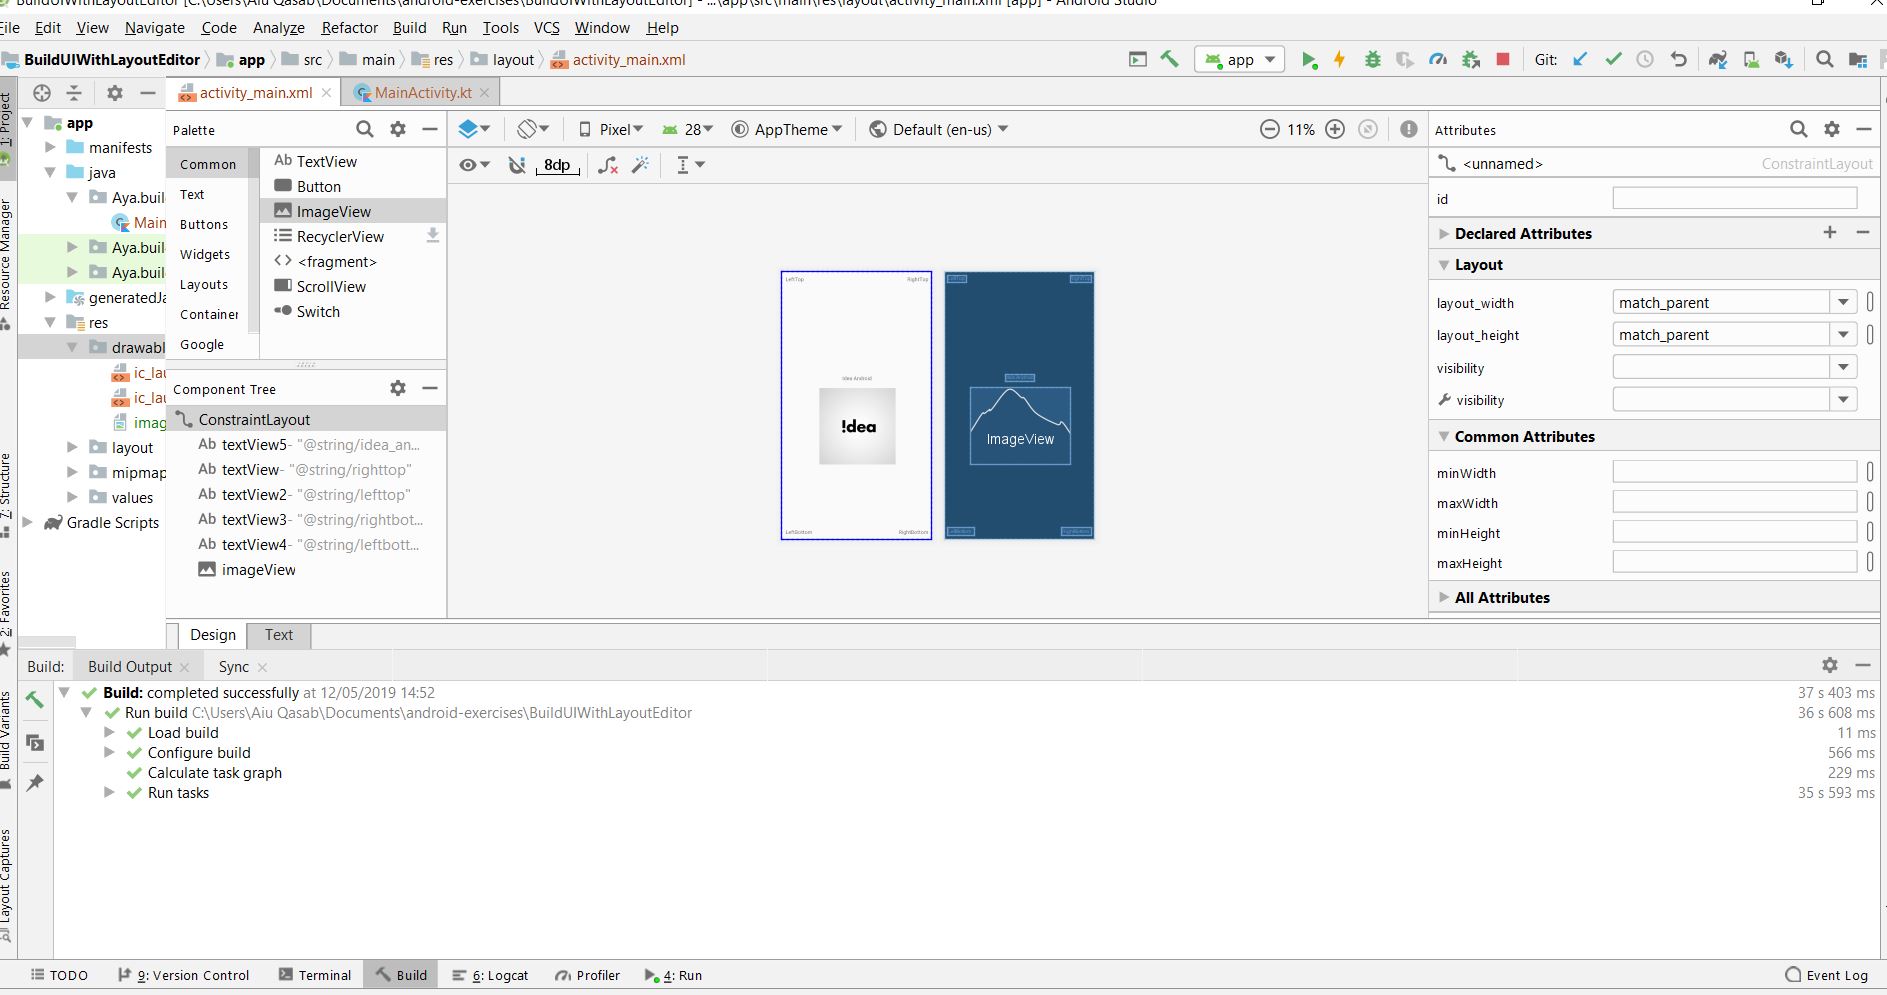 BuildUIWithLayoutEditor [C:\Users\Aiu Qasab\Documents\android-exercises\BuildUIWithLayoutEditor] - ...\app\src\main\res\layout\activity_main.xml [app] - Android Studio
File Edit View Navigate Code Analyze Refactor Build Run Tools VCS Window Help
BuildUIWithLayoutEditor app src main res layout activity_main.xml app Git:
1: Project
Resource Manager
7: Structure
2: Favorites
Build Variants
Layout Captures
app
manifests
java
Aya.buil
Main
Aya.buil
Aya.buil
generatedJa
res
drawabl
ic_lau
ic_lau
imag
layout
mipmap
values
Gradle Scripts
activity_main.xml MainActivity.kt
Palette
Common
Text
Buttons
Widgets
Layouts
Container
Google
Ab TextView
Button
ImageView
RecyclerView
<> <fragment>
ScrollView
Switch
Component Tree
ConstraintLayout
Ab textView5- "@string/idea_an...
Ab textView- "@string/righttop"
Ab textView2- "@string/lefttop"
Ab textView3- "@string/rightbot...
Ab textView4- "@string/leftbott...
imageView
Pixel 28 AppTheme Default (en-us) 11%
8dp
LeftTop RightTop
Idea Android
!dea
LeftBottom RightBottom
ImageView
Attributes
<unnamed> ConstraintLayout
id
Declared Attributes
Layout
layout_width match_parent
layout_height match_parent
visibility
visibility
Common Attributes
minWidth
maxWidth
minHeight
maxHeight
All Attributes
Design Text
Build: Build Output Sync
Build: completed successfully at 12/05/2019 14:52 37 s 403 ms
Run build C:\Users\Aiu Qasab\Documents\android-exercises\BuildUIWithLayoutEditor 36 s 608 ms
Load build 11 ms
Configure build 566 ms
Calculate task graph 229 ms
Run tasks 35 s 593 ms
TODO 9: Version Control Terminal Build 6: Logcat Profiler 4: Run Event Log